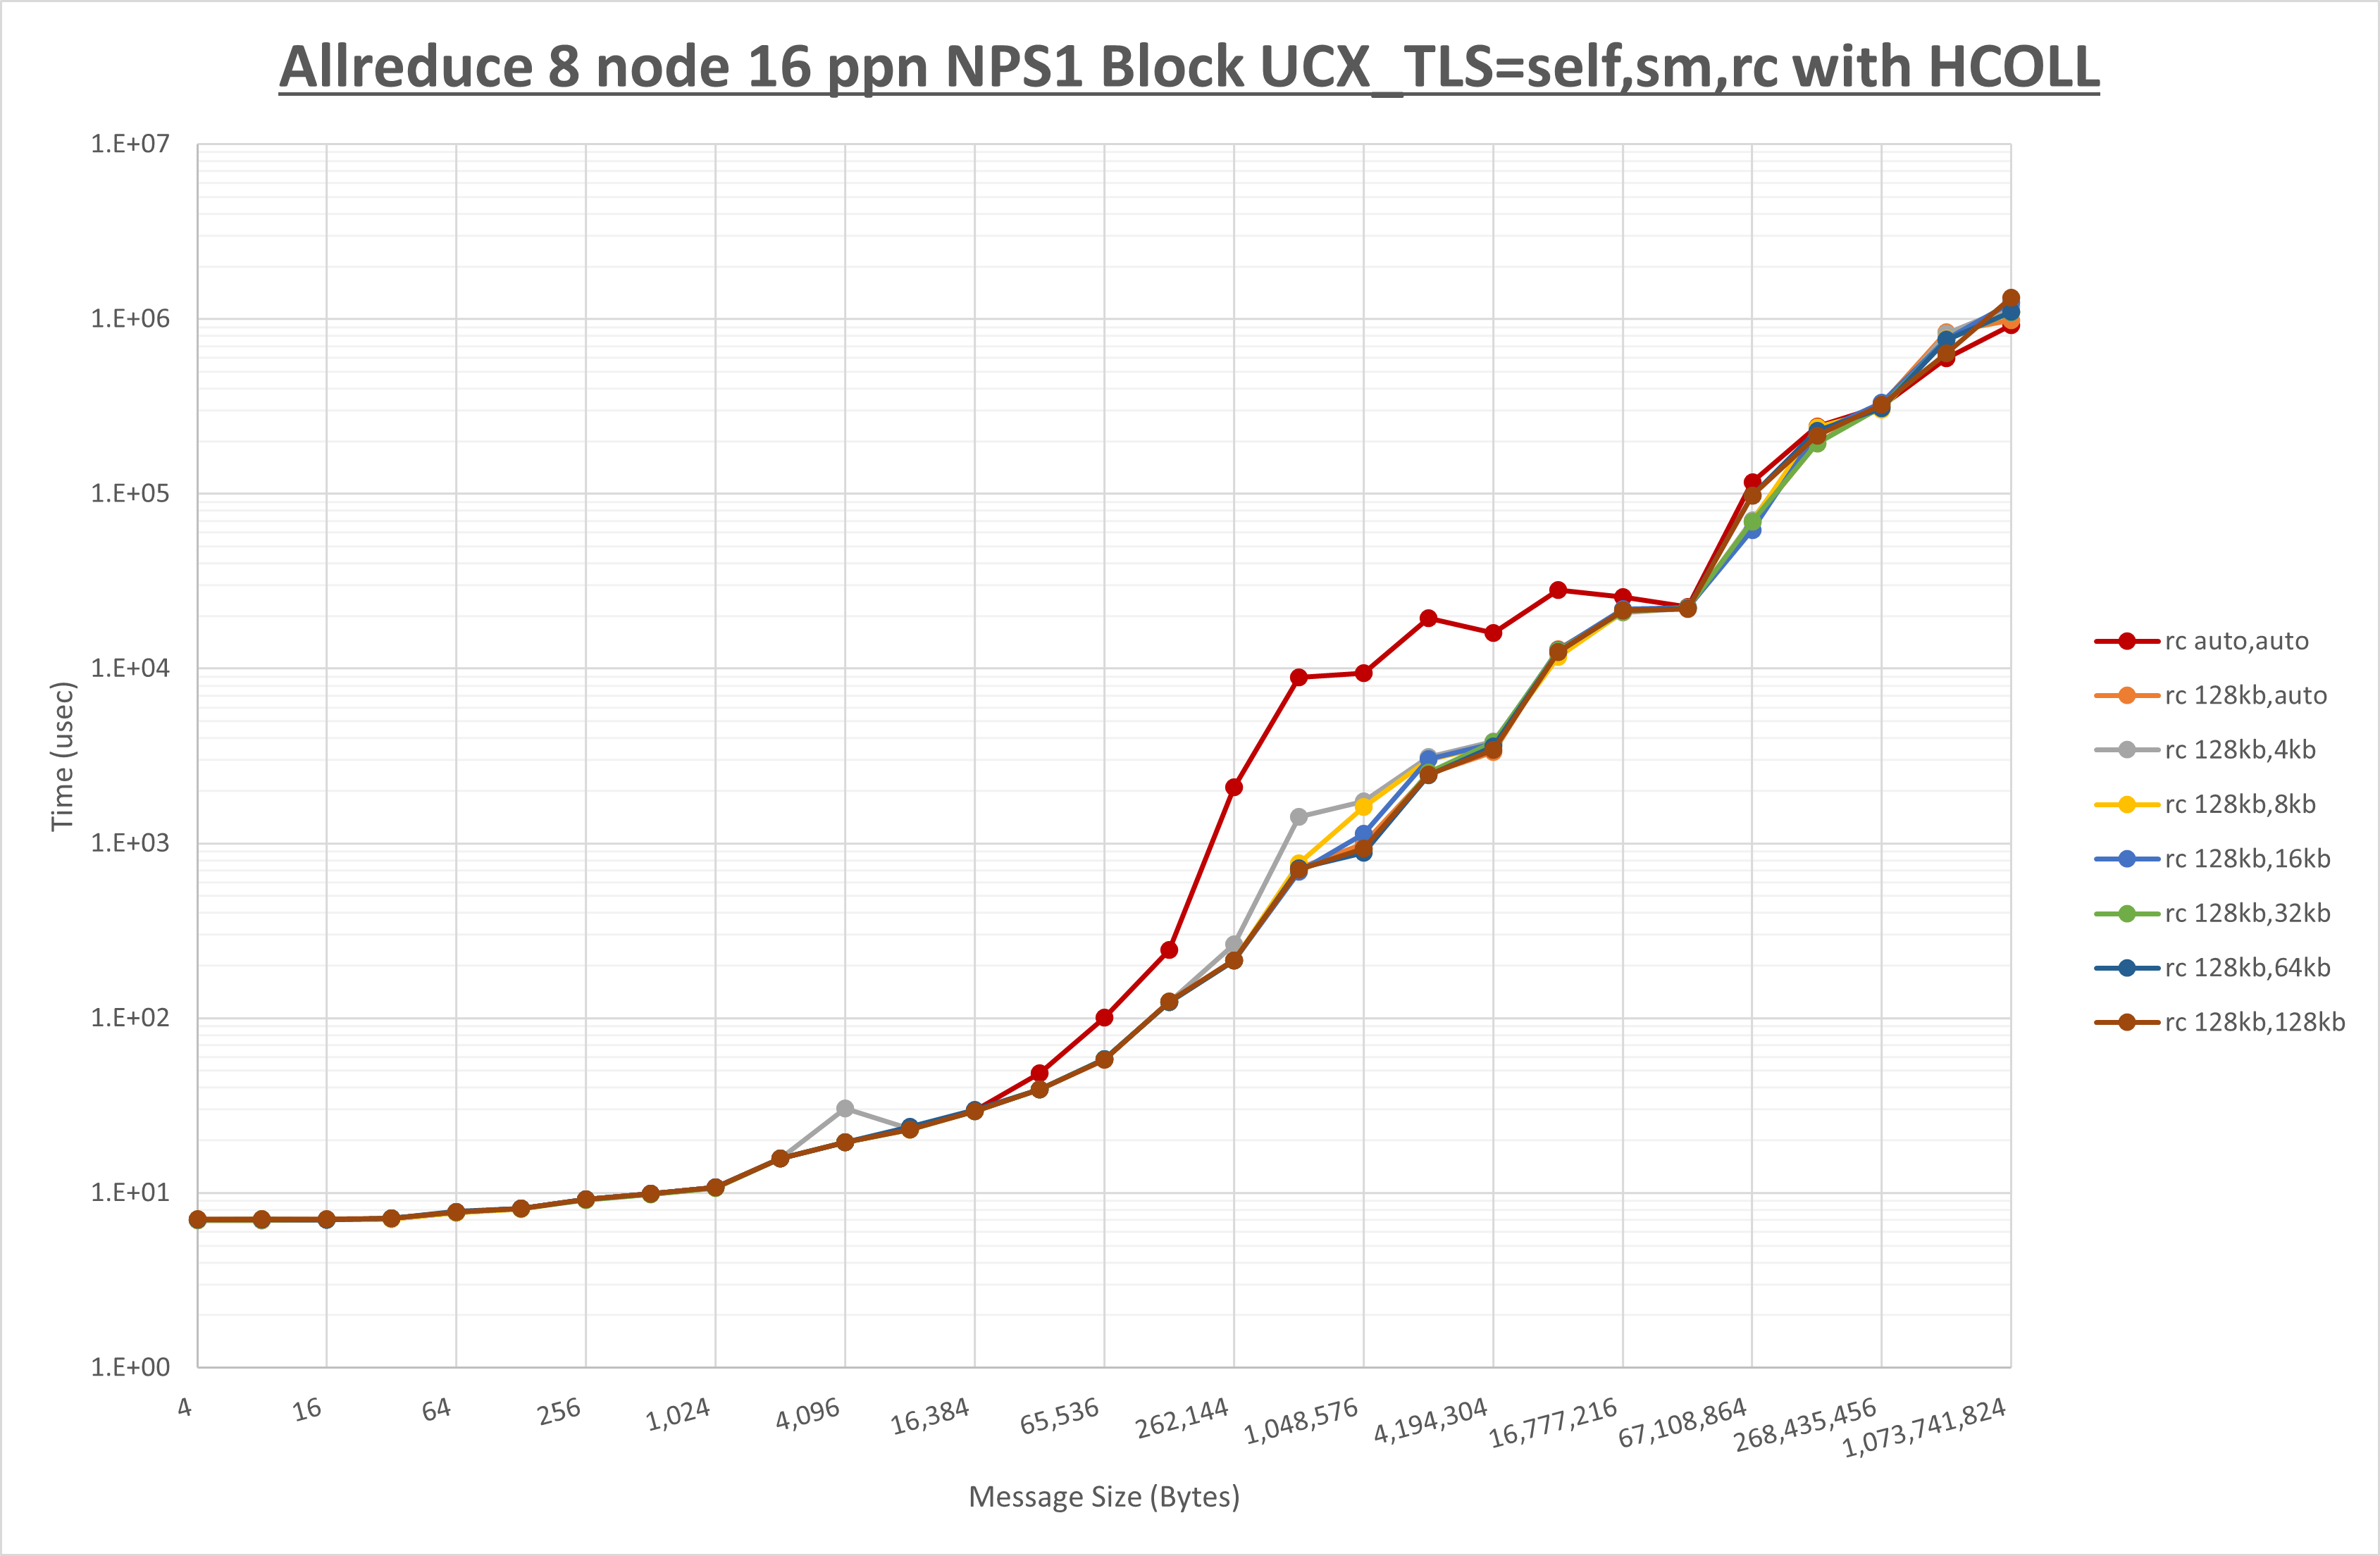 Allreduce 8 node 16 ppn NPS1 Block UCX_TLS=self,sm,rc with HCOLL
1.E+07
1.E+06
1.E+05
1.E+04
1.E+03
1.E+02
1.E+01
1.E+00
Time (usec)
4
16
64
256
1,024
4,096
16,384
65,536
262,144
1,048,576
4,194,304
16,777,216
67,108,864
268,435,456
1,073,741,824
Message Size (Bytes)
rc auto,auto
rc 128kb,auto
rc 128kb,4kb
rc 128kb,8kb
rc 128kb,16kb
rc 128kb,32kb
rc 128kb,64kb
rc 128kb,128kb